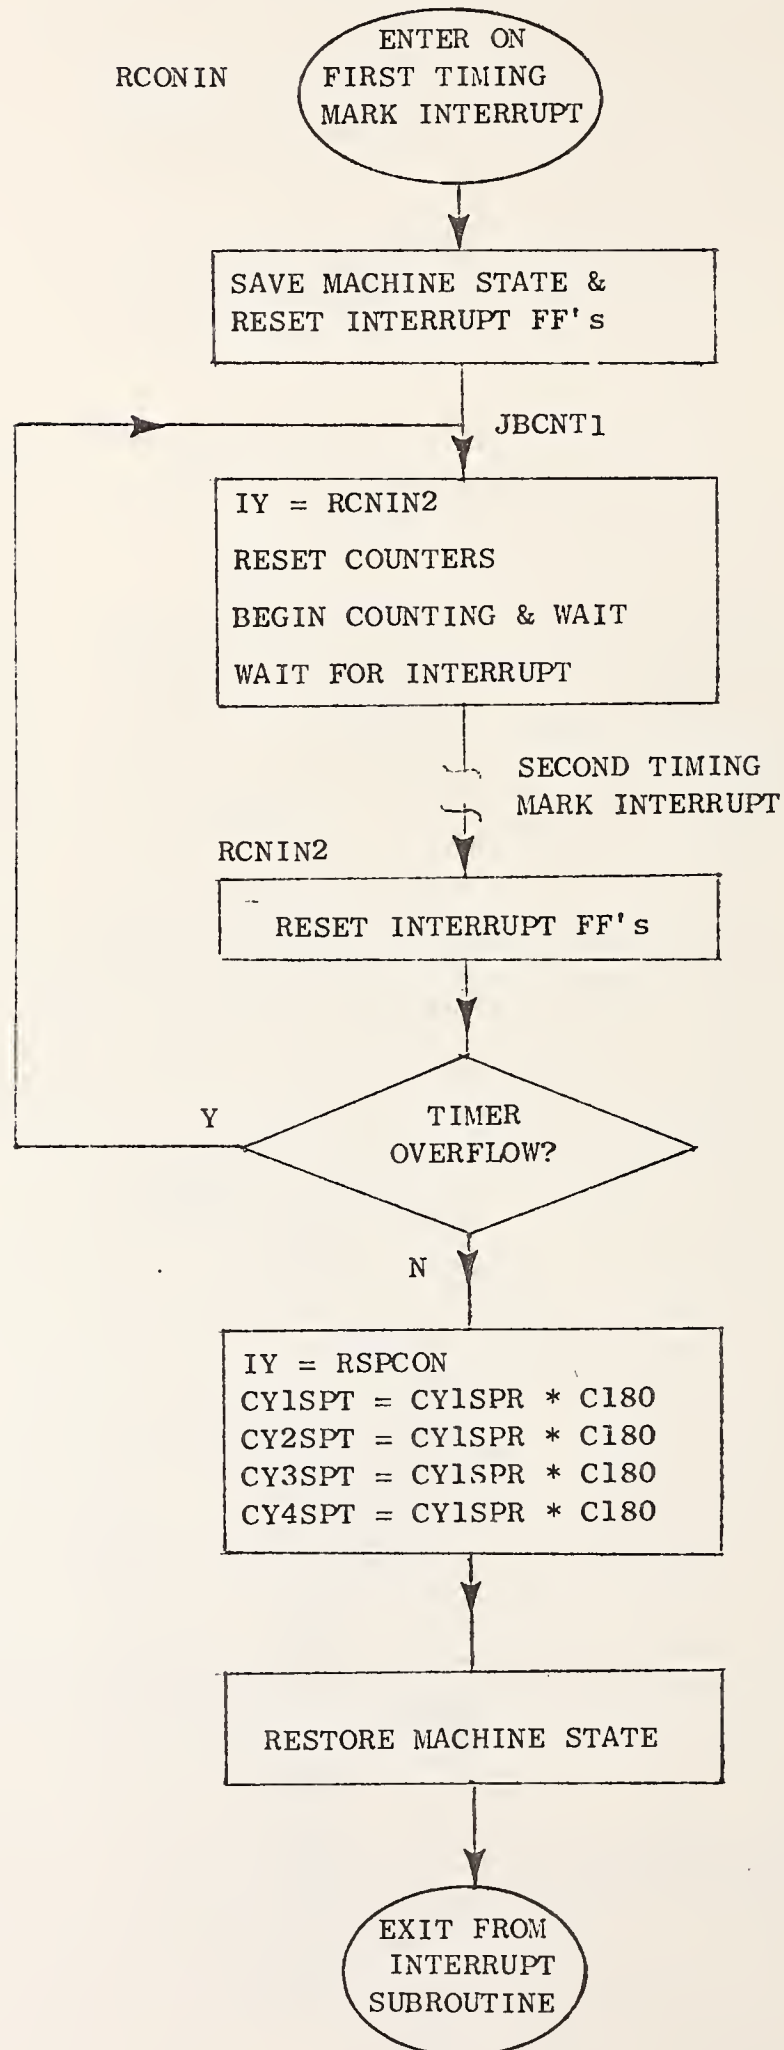 RCONIN
ENTER ON
FIRST TIMING
MARK INTERRUPT
SAVE MACHINE STATE &
RESET INTERRUPT FF's
JBCNT1
IY = RCNIN2
RESET COUNTERS
BEGIN COUNTING & WAIT
WAIT FOR INTERRUPT
SECOND TIMING
MARK INTERRUPT
RCNIN2
RESET INTERRUPT FF's
Y
TIMER
OVERFLOW?
N
IY = RSPCON
CY1SPT = CY1SPR * C180
CY2SPT = CY1SPR * C180
CY3SPT = CY1SPR * C180
CY4SPT = CY1SPR * C180
RESTORE MACHINE STATE
EXIT FROM
INTERRUPT
SUBROUTINE